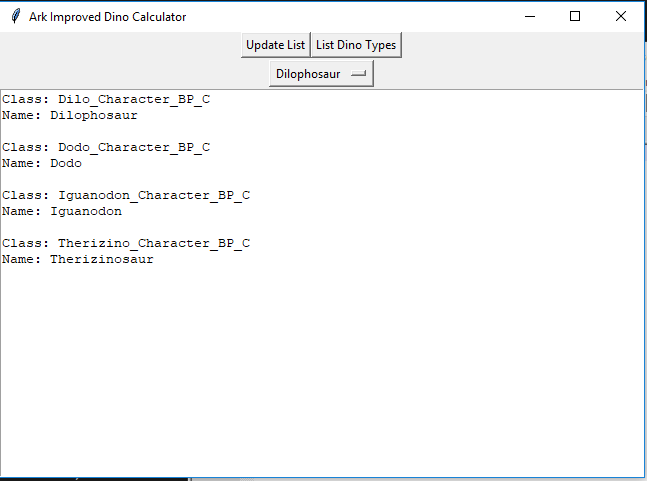 Ark Improved Dino Calculator
Update List List Dino Types
Dilophosaur
Class: Dilo_Character_BP_C
Name: Dilophosaur
Class: Dodo_Character_BP_C
Name: Dodo
Class: Iguanodon_Character_BP_C
Name: Iguanodon
Class: Therizino_Character_BP_C
Name: Therizinosaur